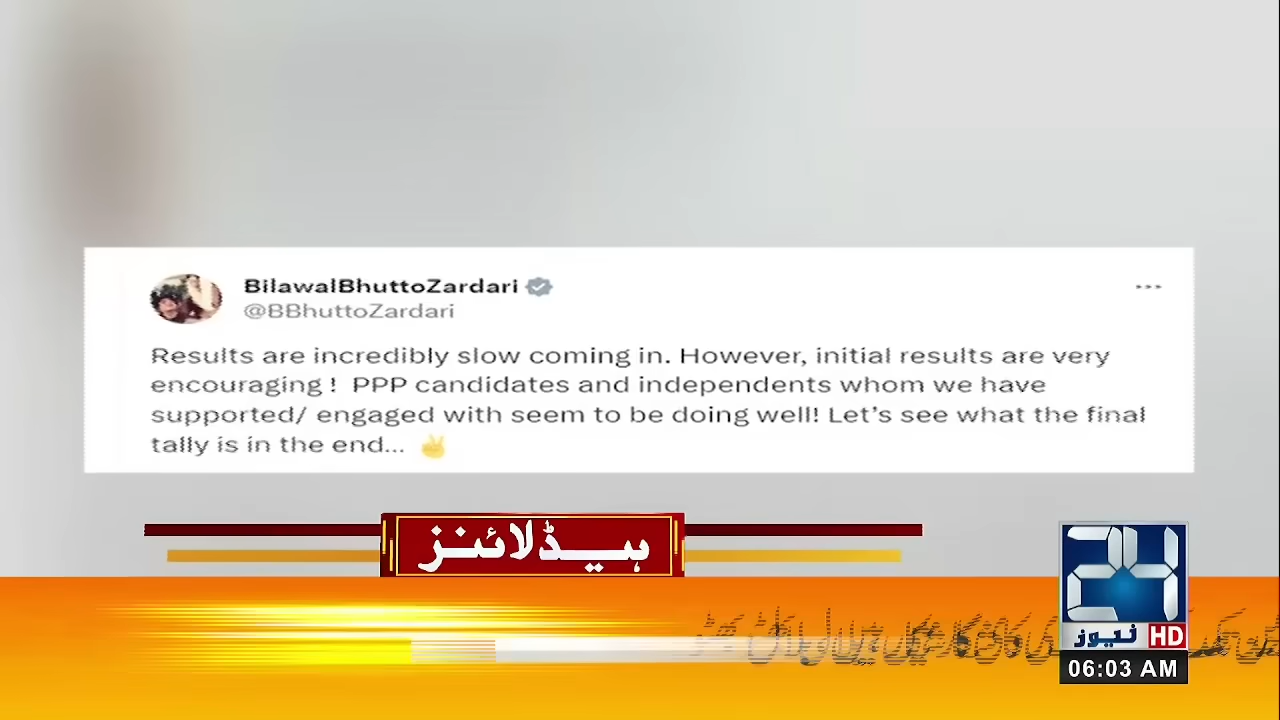 BilawalBhuttoZardari
@BBhuttoZardari
Results are incredibly slow coming in. However, initial results are very
encouraging ! PPP candidates and independents whom we have
supported/ engaged with seem to be doing well! Let's see what the final
tally is in the end... ✌
ہیڈلائنز
24
نیوز HD
06:03 AM